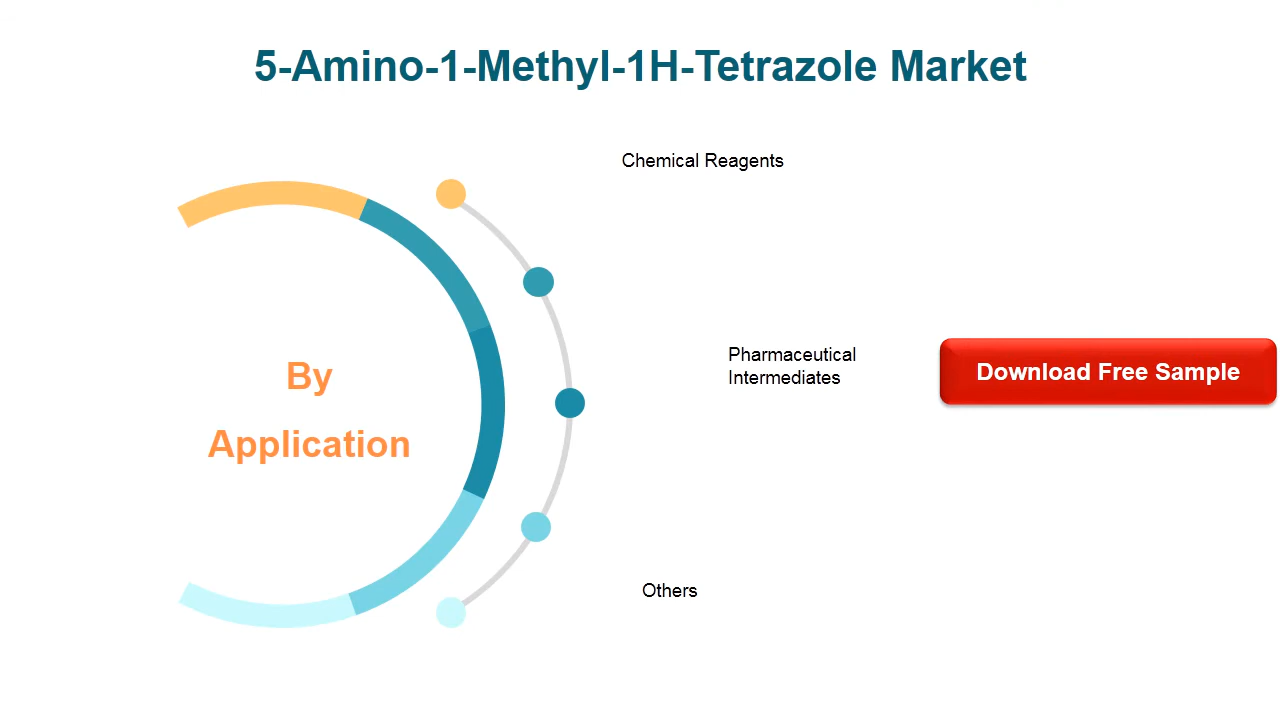 5-Amino-1-Methyl-1H-Tetrazole Market
Chemical Reagents
By
Application
Pharmaceutical
Intermediates
Download Free Sample
Others